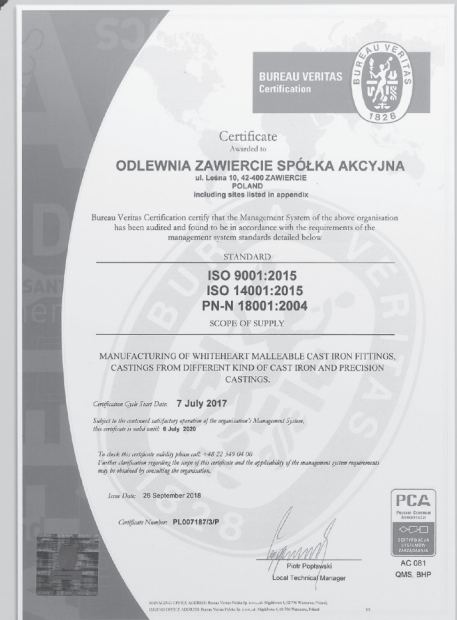 BUREAU VERITAS
Certification
BUREAU VERITAS
1828
Certificate
Awarded to
ODLEWNIA ZAWIERCIE SPÓŁKA AKCYJNA
ul. Leśna 10, 42-400 ZAWIERCIE
POLAND
including sites listed in appendix
Bureau Veritas Certification certify that the Management System of the above organisation
has been audited and found to be in accordance with the requirements of the
management system standards detailed below
STANDARD
ISO 9001:2015
ISO 14001:2015
PN-N 18001:2004
SCOPE OF SUPPLY
MANUFACTURING OF WHITEHEART MALLEABLE CAST IRON FITTINGS,
CASTINGS FROM DIFFERENT KIND OF CAST IRON AND PRECISION
CASTINGS.
Certification Cycle Start Date: 7 July 2017
Subject to the continued satisfactory operation of the organisation's Management System,
this certificate is valid until: 6 July 2020
To check this certificate validity please call: +48 22 549 04 00
Further clarification regarding the scope of this certificate and the applicability of the management system requirements
may be obtained by consulting the organisation.
Issue Date: 26 September 2018
Certificate Number: PL007187/3/P
Piotr Popławski
Local Technical Manager
PCA
POLSKIE CENTRUM
AKREDYTACJI
CERTYFIKACJA
SYSTEMÓW
ZARZĄDZANIA
AC 081
QMS, BHP